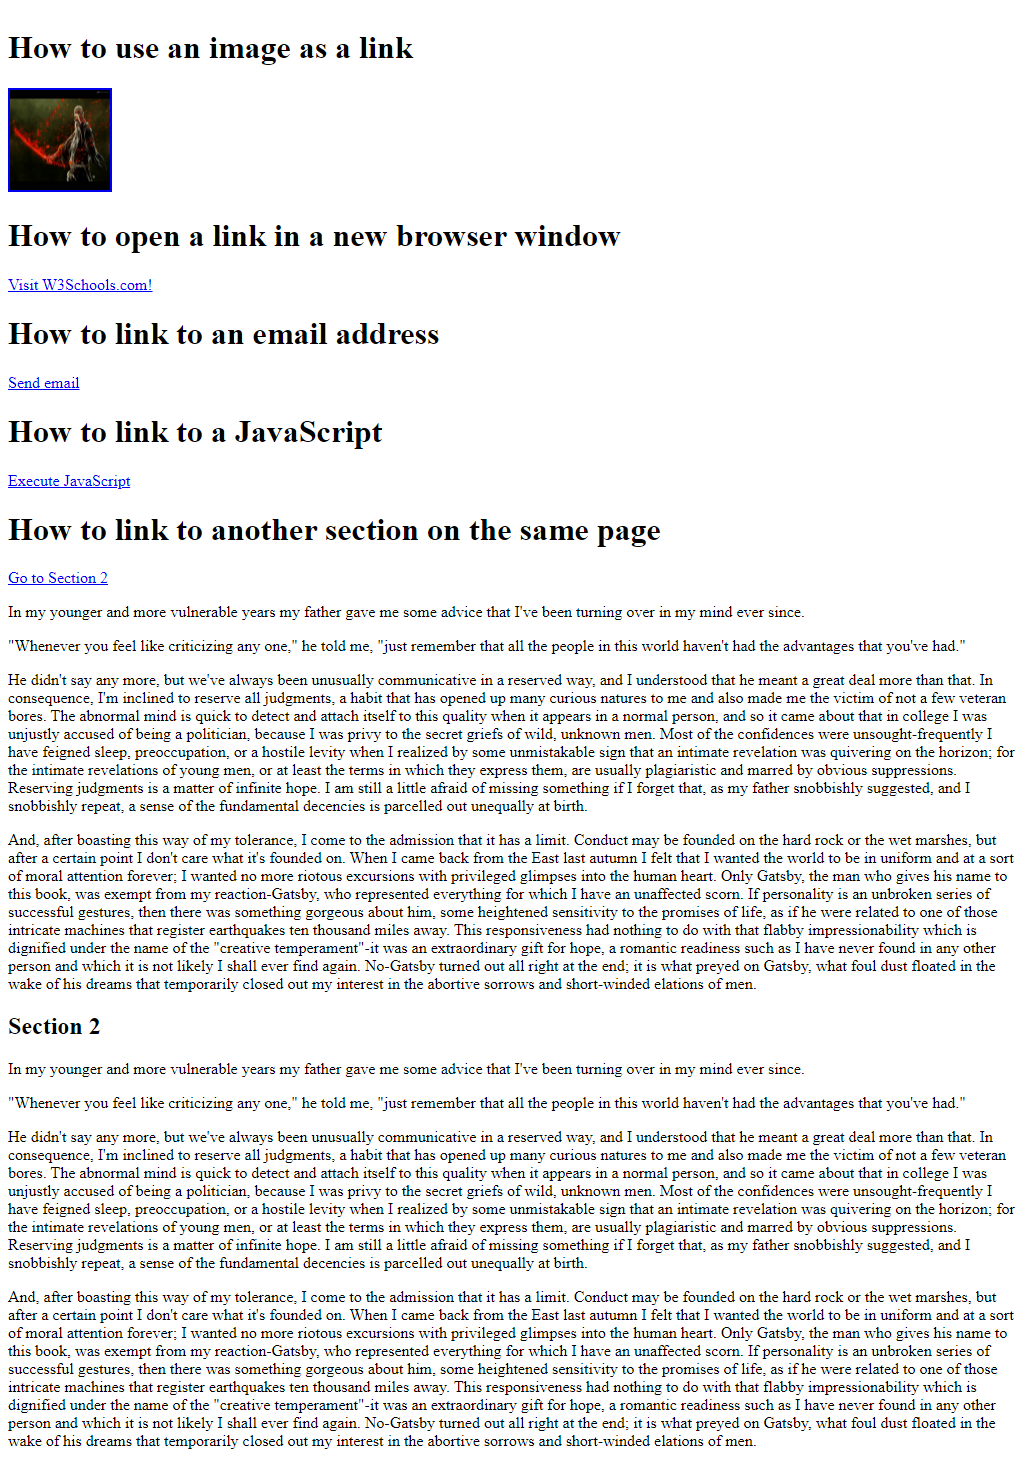 How to use an image as a link
How to open a link in a new browser window
Visit W3Schools.com!
How to link to an email address
Send email
How to link to a JavaScript
Execute JavaScript
How to link to another section on the same page
Go to Section 2
In my younger and more vulnerable years my father gave me some advice that I've been turning over in my mind ever since.
"Whenever you feel like criticizing any one," he told me, "just remember that all the people in this world haven't had the advantages that you've had."
He didn't say any more, but we've always been unusually communicative in a reserved way, and I understood that he meant a great deal more than that. In
consequence, I'm inclined to reserve all judgments, a habit that has opened up many curious natures to me and also made me the victim of not a few veteran
bores. The abnormal mind is quick to detect and attach itself to this quality when it appears in a normal person, and so it came about that in college I was
unjustly accused of being a politician, because I was privy to the secret griefs of wild, unknown men. Most of the confidences were unsought-frequently I
have feigned sleep, preoccupation, or a hostile levity when I realized by some unmistakable sign that an intimate revelation was quivering on the horizon; for
the intimate revelations of young men, or at least the terms in which they express them, are usually plagiaristic and marred by obvious suppressions.
Reserving judgments is a matter of infinite hope. I am still a little afraid of missing something if I forget that, as my father snobbishly suggested, and I
snobbishly repeat, a sense of the fundamental decencies is parcelled out unequally at birth.
And, after boasting this way of my tolerance, I come to the admission that it has a limit. Conduct may be founded on the hard rock or the wet marshes, but
after a certain point I don't care what it's founded on. When I came back from the East last autumn I felt that I wanted the world to be in uniform and at a sort
of moral attention forever; I wanted no more riotous excursions with privileged glimpses into the human heart. Only Gatsby, the man who gives his name to
this book, was exempt from my reaction-Gatsby, who represented everything for which I have an unaffected scorn. If personality is an unbroken series of
successful gestures, then there was something gorgeous about him, some heightened sensitivity to the promises of life, as if he were related to one of those
intricate machines that register earthquakes ten thousand miles away. This responsiveness had nothing to do with that flabby impressionability which is
dignified under the name of the "creative temperament"-it was an extraordinary gift for hope, a romantic readiness such as I have never found in any other
person and which it is not likely I shall ever find again. No-Gatsby turned out all right at the end; it is what preyed on Gatsby, what foul dust floated in the
wake of his dreams that temporarily closed out my interest in the abortive sorrows and short-winded elations of men.
Section 2
In my younger and more vulnerable years my father gave me some advice that I've been turning over in my mind ever since.
"Whenever you feel like criticizing any one," he told me, "just remember that all the people in this world haven't had the advantages that you've had."
He didn't say any more, but we've always been unusually communicative in a reserved way, and I understood that he meant a great deal more than that. In
consequence, I'm inclined to reserve all judgments, a habit that has opened up many curious natures to me and also made me the victim of not a few veteran
bores. The abnormal mind is quick to detect and attach itself to this quality when it appears in a normal person, and so it came about that in college I was
unjustly accused of being a politician, because I was privy to the secret griefs of wild, unknown men. Most of the confidences were unsought-frequently I
have feigned sleep, preoccupation, or a hostile levity when I realized by some unmistakable sign that an intimate revelation was quivering on the horizon; for
the intimate revelations of young men, or at least the terms in which they express them, are usually plagiaristic and marred by obvious suppressions.
Reserving judgments is a matter of infinite hope. I am still a little afraid of missing something if I forget that, as my father snobbishly suggested, and I
snobbishly repeat, a sense of the fundamental decencies is parcelled out unequally at birth.
And, after boasting this way of my tolerance, I come to the admission that it has a limit. Conduct may be founded on the hard rock or the wet marshes, but
after a certain point I don't care what it's founded on. When I came back from the East last autumn I felt that I wanted the world to be in uniform and at a sort
of moral attention forever; I wanted no more riotous excursions with privileged glimpses into the human heart. Only Gatsby, the man who gives his name to
this book, was exempt from my reaction-Gatsby, who represented everything for which I have an unaffected scorn. If personality is an unbroken series of
successful gestures, then there was something gorgeous about him, some heightened sensitivity to the promises of life, as if he were related to one of those
intricate machines that register earthquakes ten thousand miles away. This responsiveness had nothing to do with that flabby impressionability which is
dignified under the name of the "creative temperament"-it was an extraordinary gift for hope, a romantic readiness such as I have never found in any other
person and which it is not likely I shall ever find again. No-Gatsby turned out all right at the end; it is what preyed on Gatsby, what foul dust floated in the
wake of his dreams that temporarily closed out my interest in the abortive sorrows and short-winded elations of men.